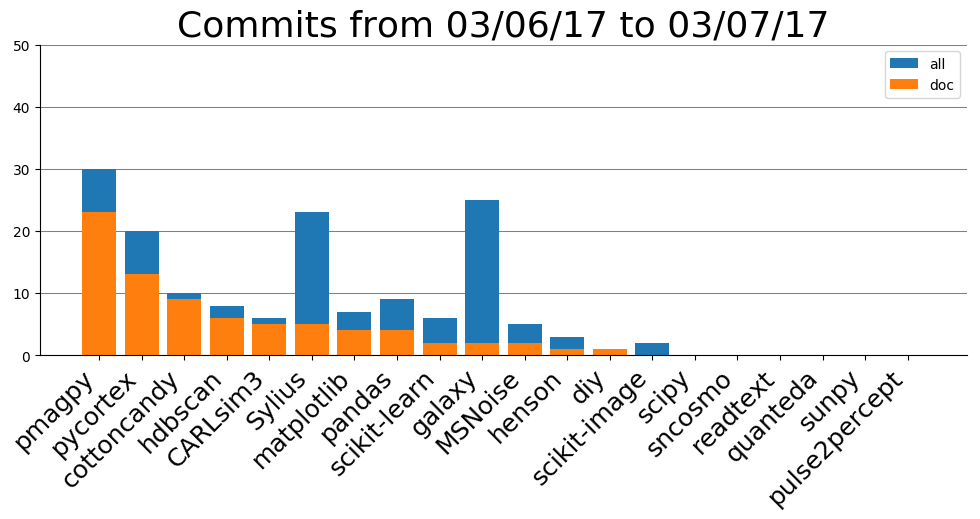 Commits from 03/06/17 to 03/07/17
50
40
30
20
10
0
all
doc
pmagpy
pycortex
cottoncandy
hdbscan
CARLsim3
Sylius
matplotlib
pandas
scikit-learn
galaxy
MSNoise
henson
diy
scikit-image
scipy
sncosmo
readtext
quanteda
sunpy
pulse2percept